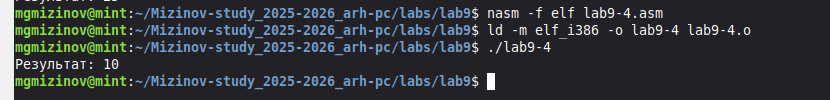 mgmizinov@mint:~/Mizinov-study_2025-2026_arh-pc/labs/lab9$ nasm -f elf lab9-4.asm
mgmizinov@mint:~/Mizinov-study_2025-2026_arh-pc/labs/lab9$ ld -m elf_i386 -o lab9-4 lab9-4.o
mgmizinov@mint:~/Mizinov-study_2025-2026_arh-pc/labs/lab9$ ./lab9-4
Результат: 10
mgmizinov@mint:~/Mizinov-study_2025-2026_arh-pc/labs/lab9$